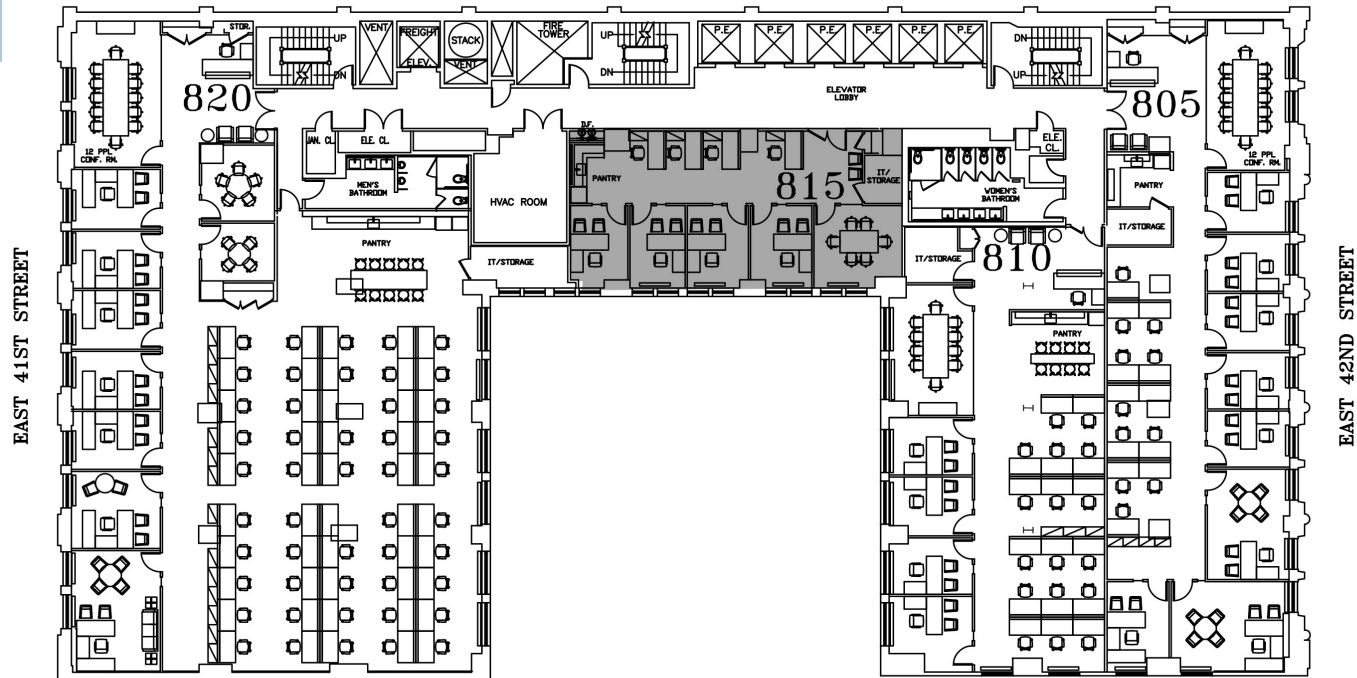 STOR.
VENT
FREIGHT
ELEV.
STACK
VENT
FIRE
TOWER
UP
DN
UP
DN
P.E.
P.E.
P.E.
P.E.
P.E.
P.E.
DN
UP
820
ELEVATOR
LOBBY
805
12 PPL
CONF. RM.
JAN. CL.
ELE. CL.
D.F.
ELE.
CL.
12 PPL
CONF. RM.
MEN'S
BATHROOM
HVAC ROOM
PANTRY
815
IT/
STORAGE
WOMEN'S
BATHROOM
PANTRY
IT/STORAGE
PANTRY
IT/STORAGE
IT/STORAGE
810
PANTRY
EAST 41ST STREET
EAST 42ND STREET